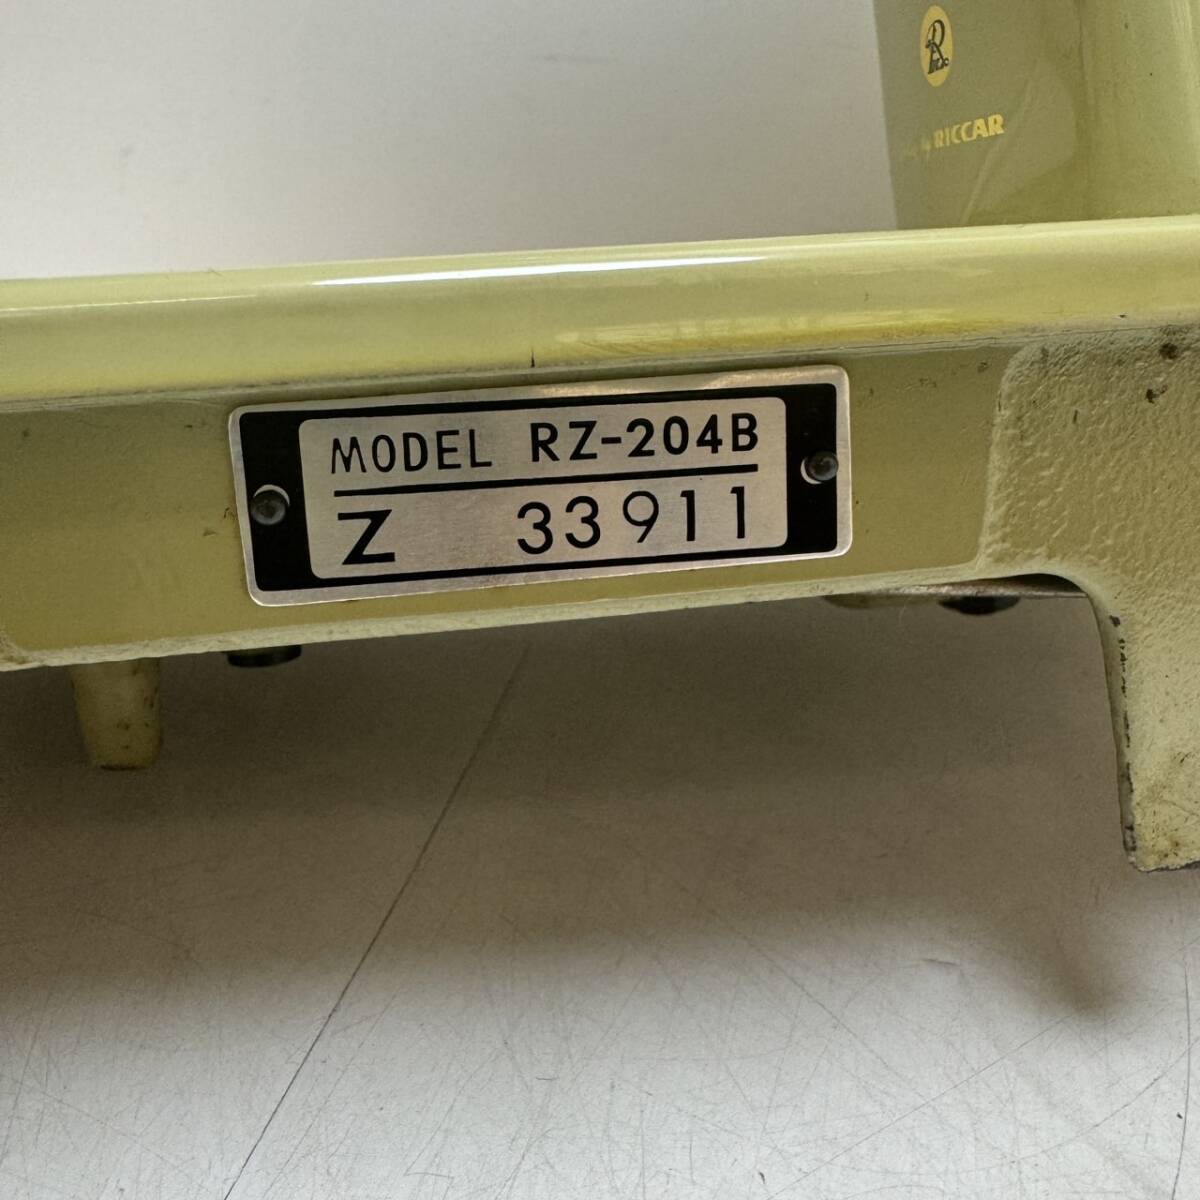 RICCAR
MODEL RZ-204B
Z 33911